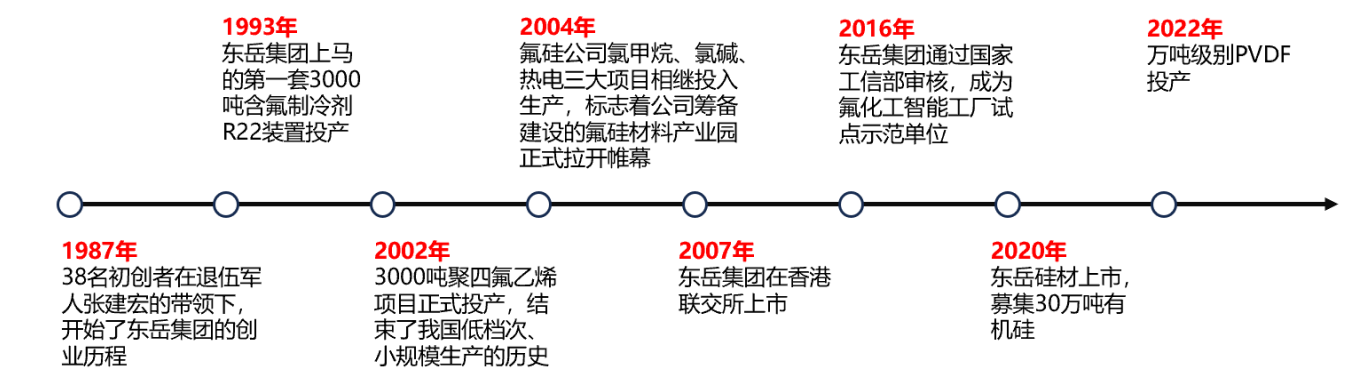 1993年
东岳集团上马
的第一套3000
吨含氟制冷剂
R22装置投产
2004年
氟硅公司氯甲烷、氯碱、
热电三大项目相继投入
生产，标志着公司筹备
建设的氟硅材料产业园
正式拉开帷幕
2016年
东岳集团通过国家
工信部审核，成为
氟化工智能工厂试
点示范单位
2022年
万吨级别PVDF
投产
1987年
38名初创者在退伍军
人张建宏的带领下，
开始了东岳集团的创
业历程
2002年
3000吨聚四氟乙烯
项目正式投产，结
束了我国低档次、
小规模生产的历史
2007年
东岳集团在香港
联交所上市
2020年
东岳硅材上市，
募集30万吨有
机硅